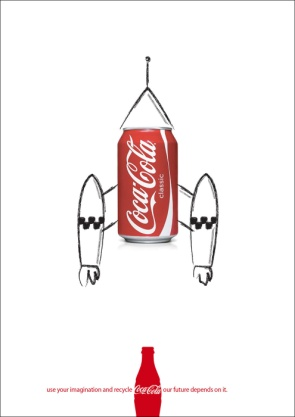 Coca-Cola
classic
use your imagination and recycle Coca-Cola our future depends on it.